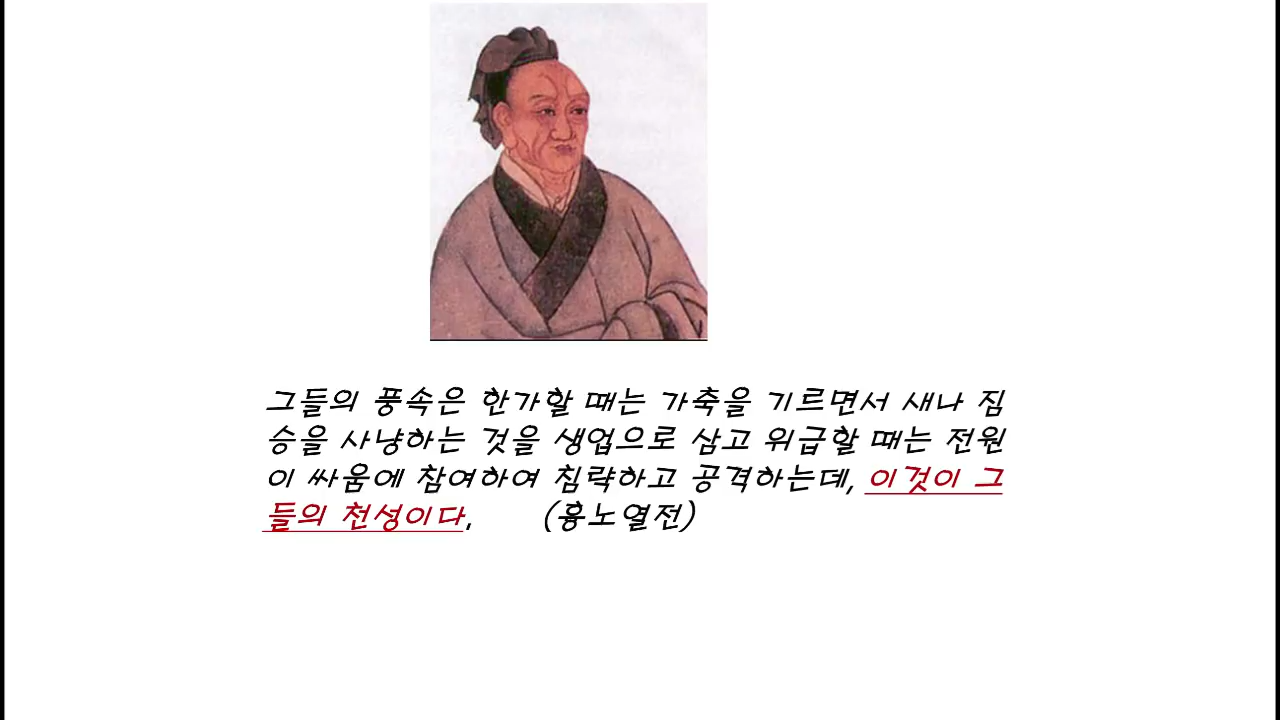 그들의 풍속은 한가할 때는 가축을 기르면서 새나 짐
승을 사냥하는 것을 생업으로 삼고 위급할 때는 전원
이 싸움에 참여하여 침략하고 공격하는데, 이것이 그
들의 천성이다, (흉노열전)